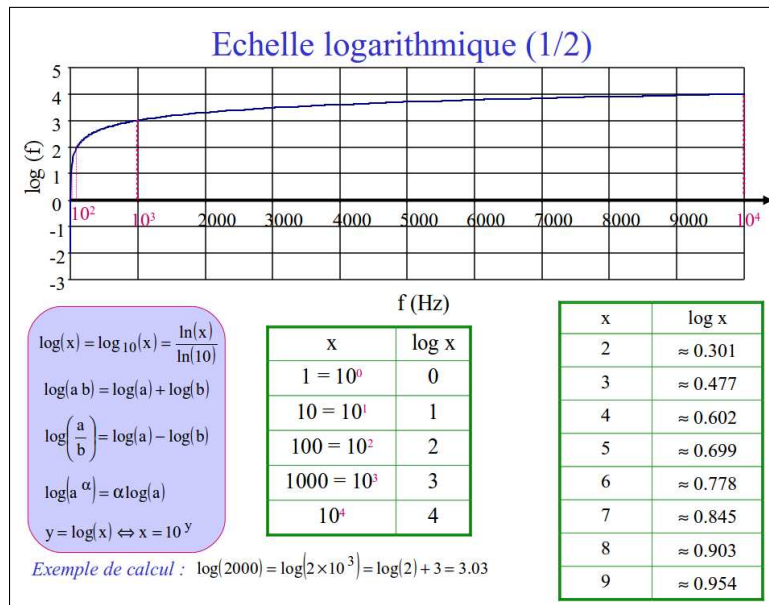 Echelle logarithmique (1/2)
5
4
3
2
1
0
-1
-2
-3
log (f)
10² 10³ 2000 3000 4000 5000 6000 7000 8000 9000 10⁴
f (Hz)
log(x) = log₁₀(x) = ln(x)/ln(10)
log(a b) = log(a) + log(b)
log(a/b) = log(a) − log(b)
log(a^α) = α log(a)
y = log(x) ⇔ x = 10^y
x log x
1 = 10⁰ 0
10 = 10¹ 1
100 = 10² 2
1000 = 10³ 3
10⁴ 4
x log x
2 ≈ 0.301
3 ≈ 0.477
4 ≈ 0.602
5 ≈ 0.699
6 ≈ 0.778
7 ≈ 0.845
8 ≈ 0.903
9 ≈ 0.954
Exemple de calcul : log(2000) = log(2 × 10³) = log(2) + 3 = 3.03